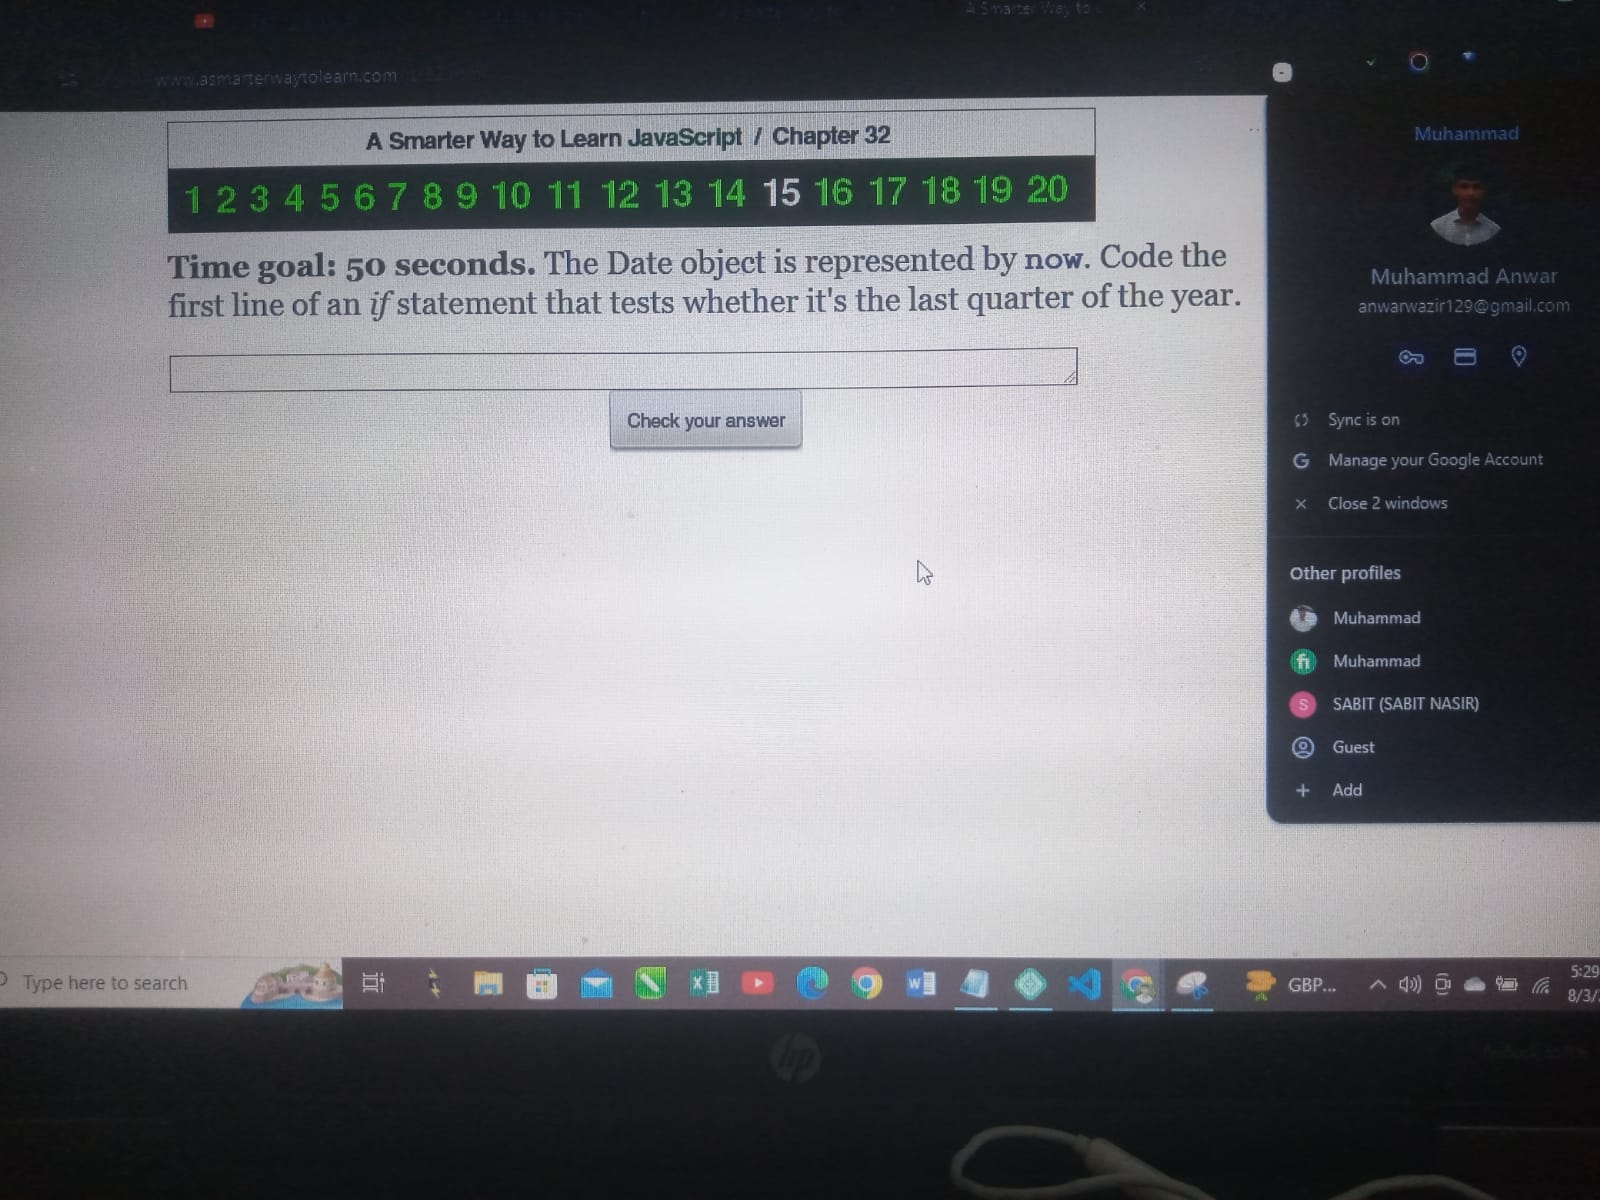 A Smarter Way to
www.asmarterwaytolearn.com
A Smarter Way to Learn JavaScript / Chapter 32
1 2 3 4 5 6 7 8 9 10 11 12 13 14 15 16 17 18 19 20
Time goal: 50 seconds. The Date object is represented by now. Code the
first line of an if statement that tests whether it's the last quarter of the year.
Check your answer
Muhammad
Muhammad Anwar
anwarwazir129@gmail.com
Sync is on
G Manage your Google Account
Close 2 windows
Other profiles
Muhammad
fi Muhammad
S SABIT (SABIT NASIR)
Guest
+ Add
Type here to search
GBP...
5:29
8/3/
hp